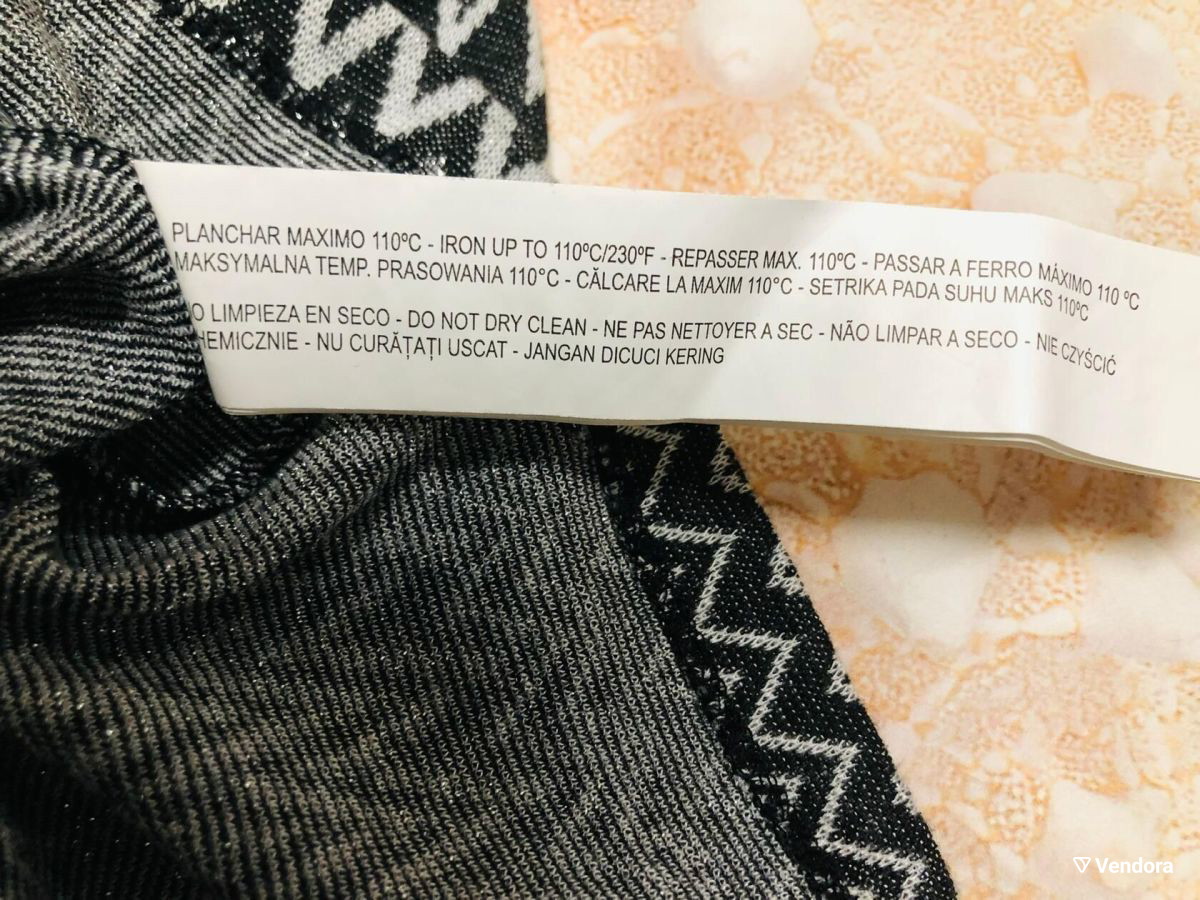 PLANCHAR MAXIMO 110ºC - IRON UP TO 110ºC/230ºF - REPASSER MAX. 110ºC - PASSAR A FERRO MÁXIMO 110 ºC
MAKSYMALNA TEMP. PRASOWANIA 110°C - CĂLCARE LA MAXIM 110°C - SETRIKA PADA SUHU MAKS 110ºC
O LIMPIEZA EN SECO - DO NOT DRY CLEAN - NE PAS NETTOYER A SEC - NÃO LIMPAR A SECO - NIE CZYŚCIĆ
HEMICZNIE - NU CURĂȚAȚI USCAT - JANGAN DICUCI KERING
Vendora